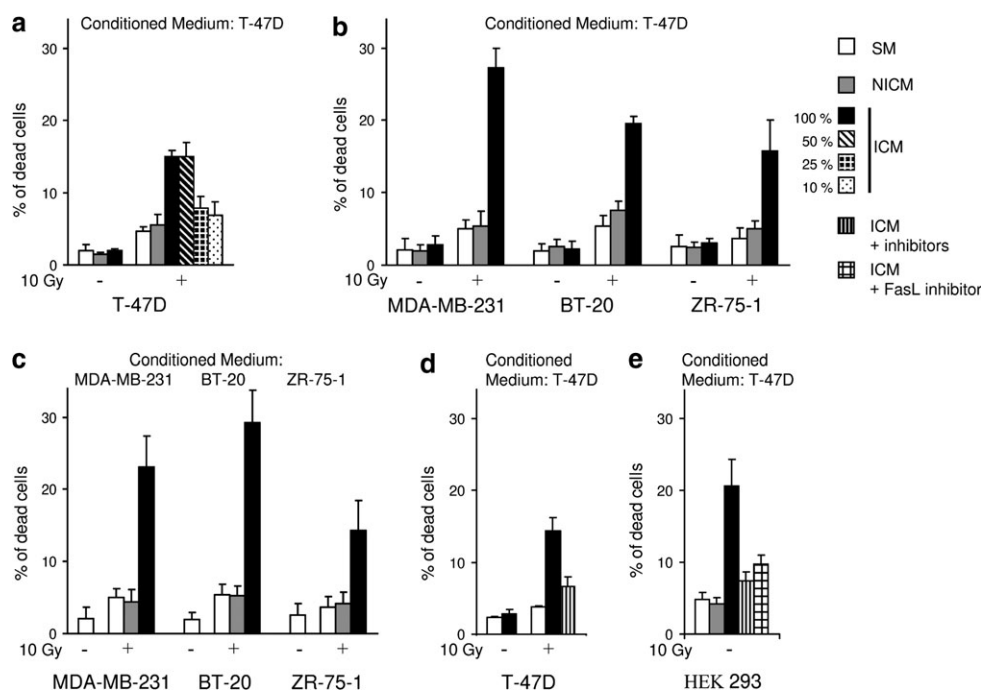 a
Conditioned Medium: T-47D
% of dead cells
30
20
10
0
10 Gy - +
T-47D
b
Conditioned Medium: T-47D
% of dead cells
30
20
10
0
10 Gy - + - + - +
MDA-MB-231 BT-20 ZR-75-1
SM
NICM
100 %
50 %
25 %
10 %
ICM
ICM
+ inhibitors
ICM
+ FasL inhibitor
c
Conditioned Medium:
MDA-MB-231 BT-20 ZR-75-1
% of dead cells
30
20
10
0
10 Gy - + - + - +
MDA-MB-231 BT-20 ZR-75-1
d
Conditioned
Medium: T-47D
% of dead cells
30
20
10
0
10 Gy - +
T-47D
e
Conditioned
Medium: T-47D
% of dead cells
30
20
10
0
10 Gy -
HEK 293